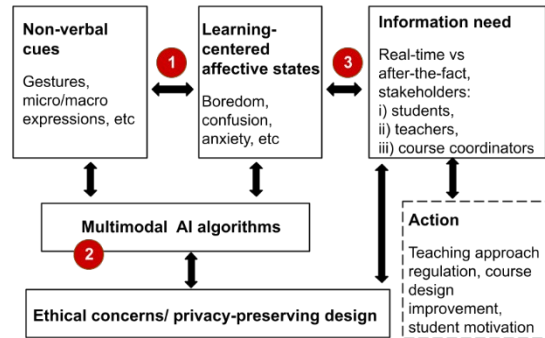 Non-verbal
cues
Gestures,
micro/macro
expressions, etc
1
Learning-
centered
affective states
Boredom,
confusion,
anxiety, etc
3
Information need
Real-time vs
after-the-fact,
stakeholders:
i) students,
ii) teachers,
iii) course coordinators
Multimodal AI algorithms
2
Action
Teaching approach
regulation, course
design
improvement,
student motivation
Ethical concerns/ privacy-preserving design